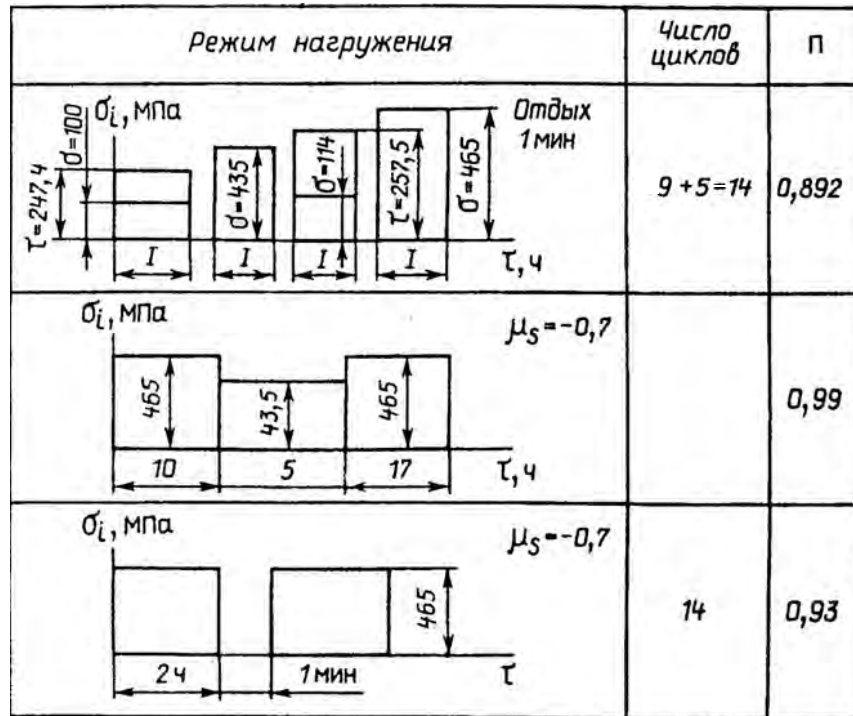 Режим нагружения
Число циклов
П
σi, МПа
τ=247,4
σ=100
σ=435
σ=114
τ=257,5
σ=465
Отдых
1 мин
I
I
I
I
τ, ч
9+5=14
0,892
σi, МПа
μs=-0,7
465
43,5
465
10
5
17
τ, ч
0,99
σi, МПа
μs=-0,7
465
2ч
1 мин
τ
14
0,93